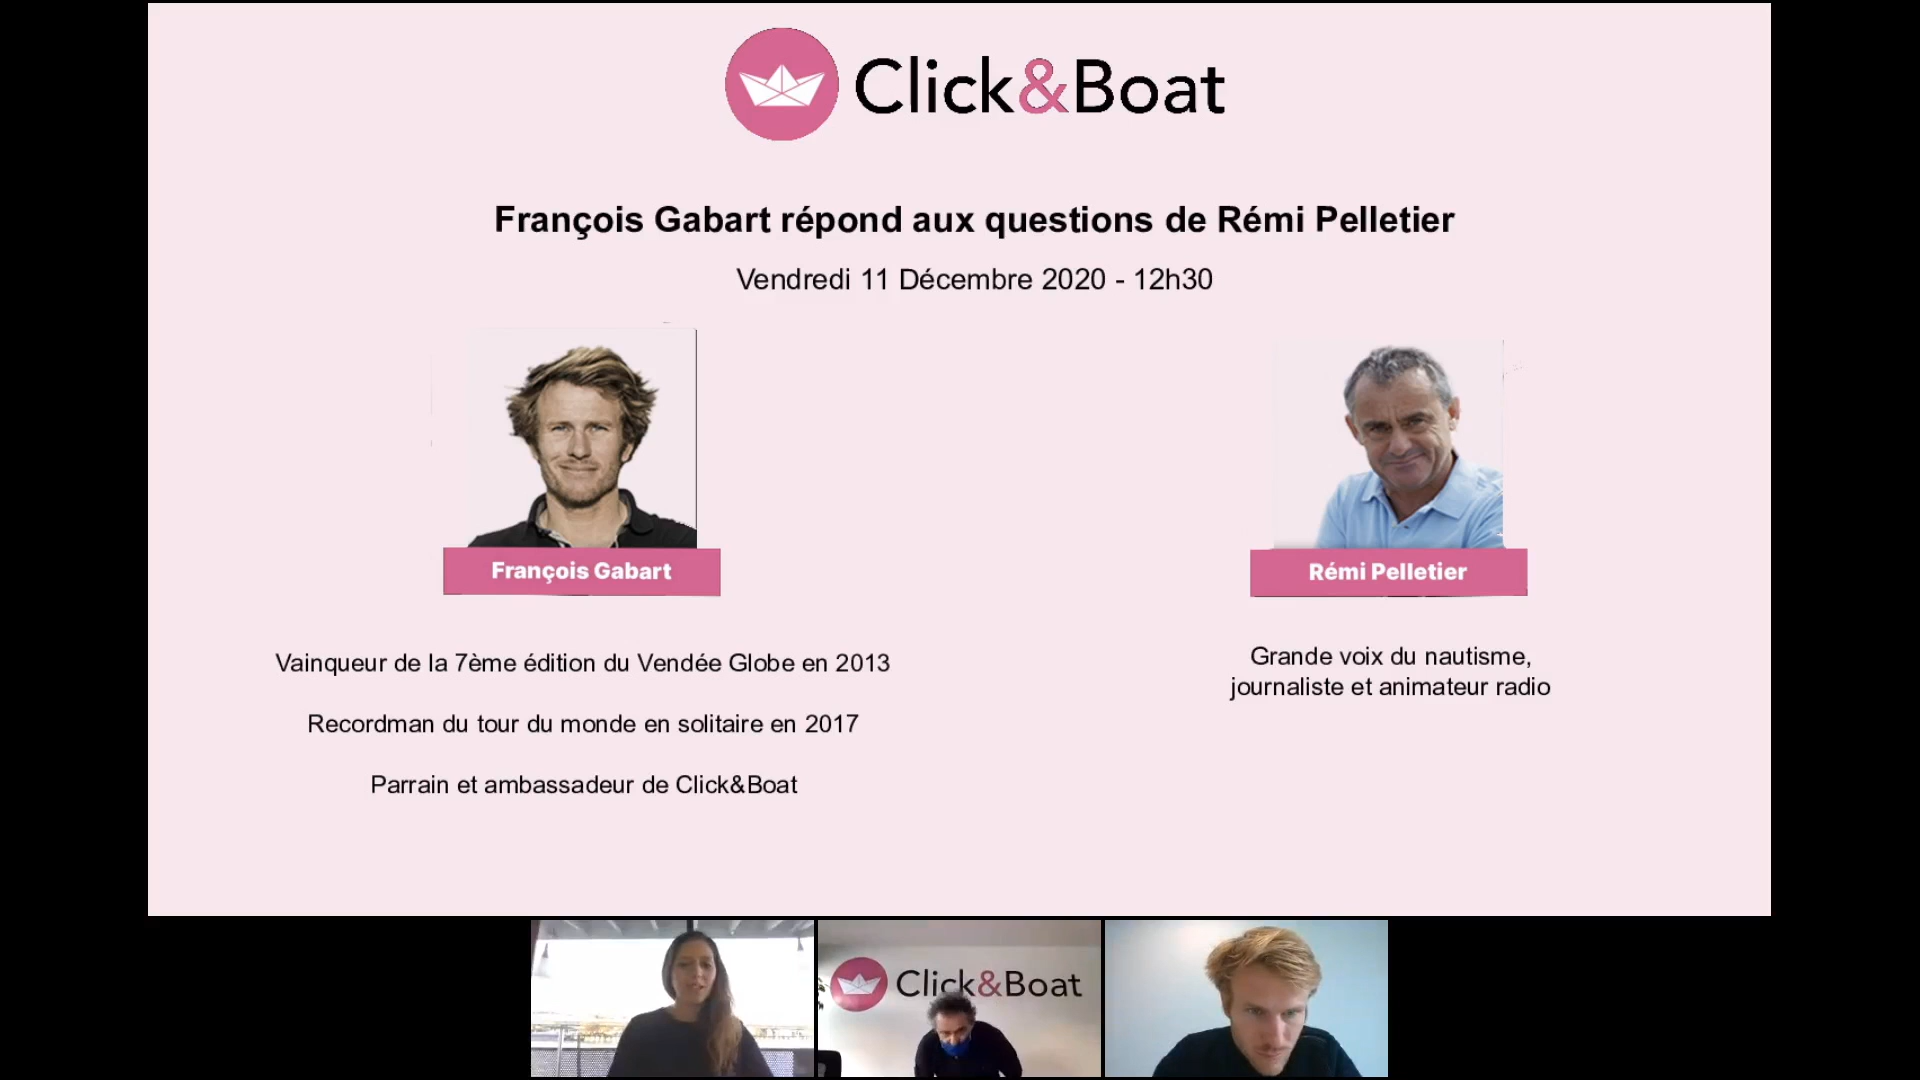 Click&Boat
François Gabart répond aux questions de Rémi Pelletier
Vendredi 11 Décembre 2020 - 12h30
François Gabart
Vainqueur de la 7ème édition du Vendée Globe en 2013
Recordman du tour du monde en solitaire en 2017
Parrain et ambassadeur de Click&Boat
Rémi Pelletier
Grande voix du nautisme,
journaliste et animateur radio
Click&Boat